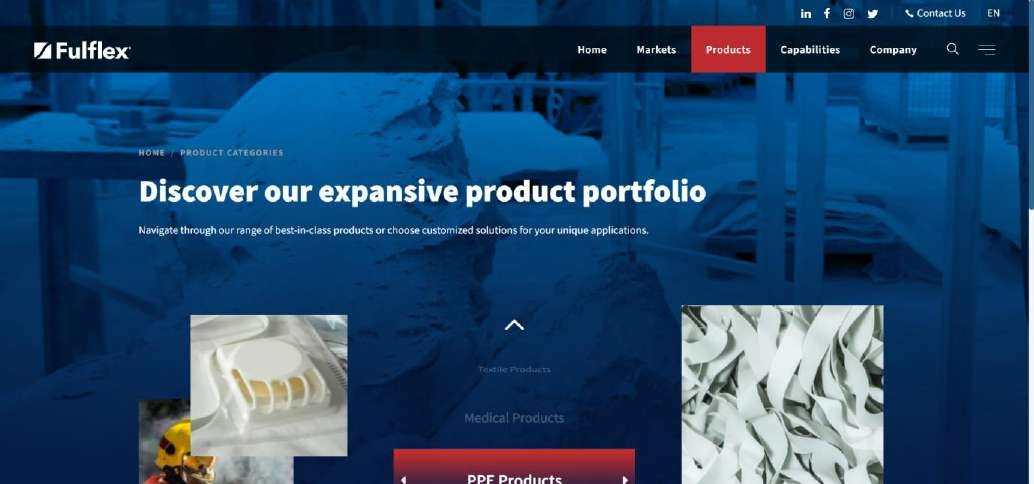 Contact Us EN
Fulflex
Home Markets Products Capabilities Company
HOME / PRODUCT CATEGORIES
Discover our expansive product portfolio
Navigate through our range of best-in-class products or choose customized solutions for your unique applications.
Textile Products
Medical Products
PPE Products